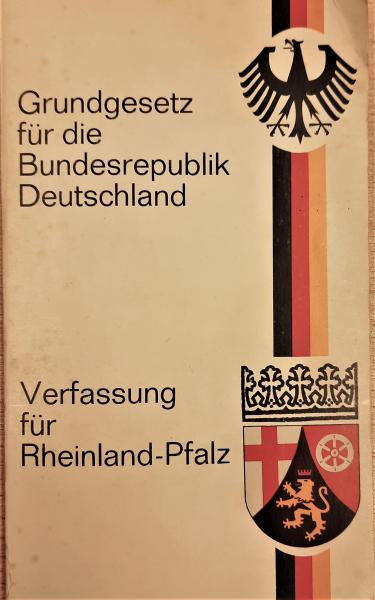 Grundgesetz
für die
Bundesrepublik
Deutschland
Verfassung
für
Rheinland-Pfalz